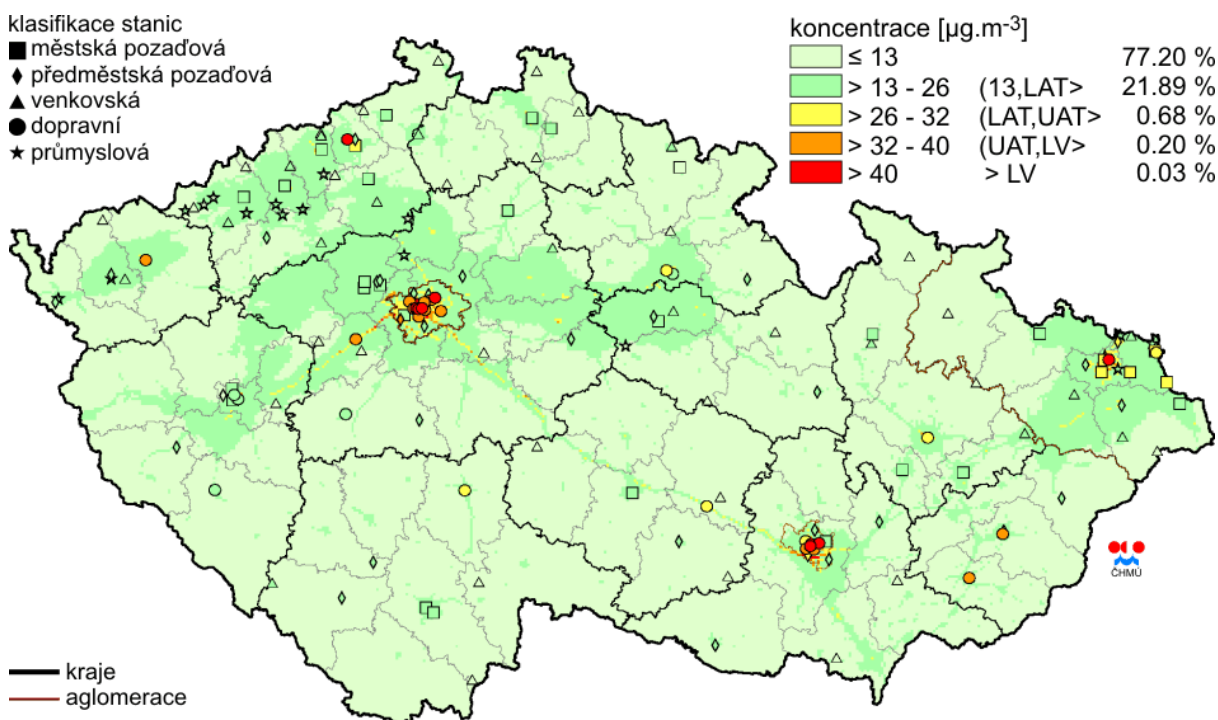 klasifikace stanic
městská pozaďová
předměstská pozaďová
venkovská
dopravní
průmyslová
koncentrace [µg.m-3]
≤ 13 77.20 %
> 13 - 26 (13,LAT> 21.89 %
> 26 - 32 (LAT,UAT> 0.68 %
> 32 - 40 (UAT,LV> 0.20 %
> 40 > LV 0.03 %
ČHMÚ
kraje
aglomerace